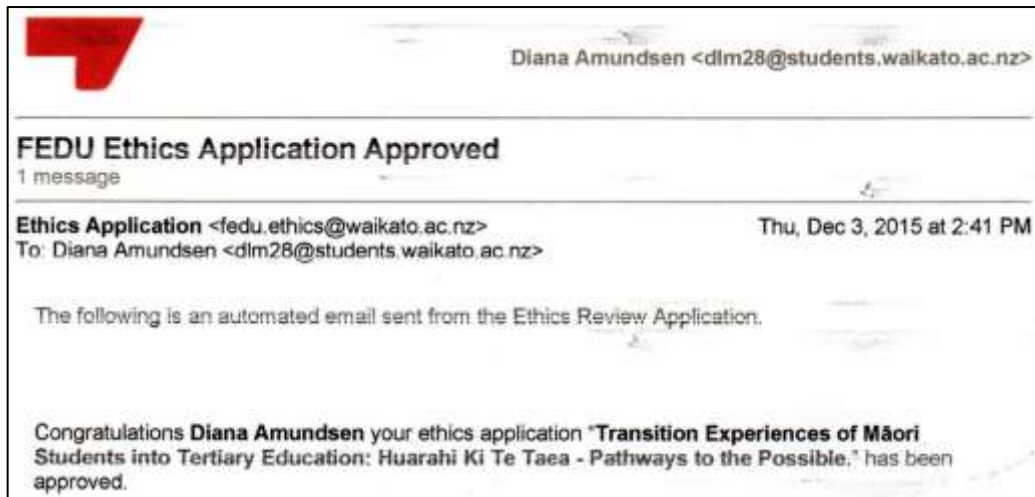 Diana Amundsen <dlm28@students.waikato.ac.nz>
FEDU Ethics Application Approved
1 message
Ethics Application <fedu.ethics@waikato.ac.nz>
Thu, Dec 3, 2015 at 2:41 PM
To: Diana Amundsen <dlm28@students.waikato.ac.nz>
The following is an automated email sent from the Ethics Review Application.
Congratulations Diana Amundsen your ethics application "Transition Experiences of Māori
Students into Tertiary Education: Huarahi Ki Te Taea - Pathways to the Possible." has been
approved.